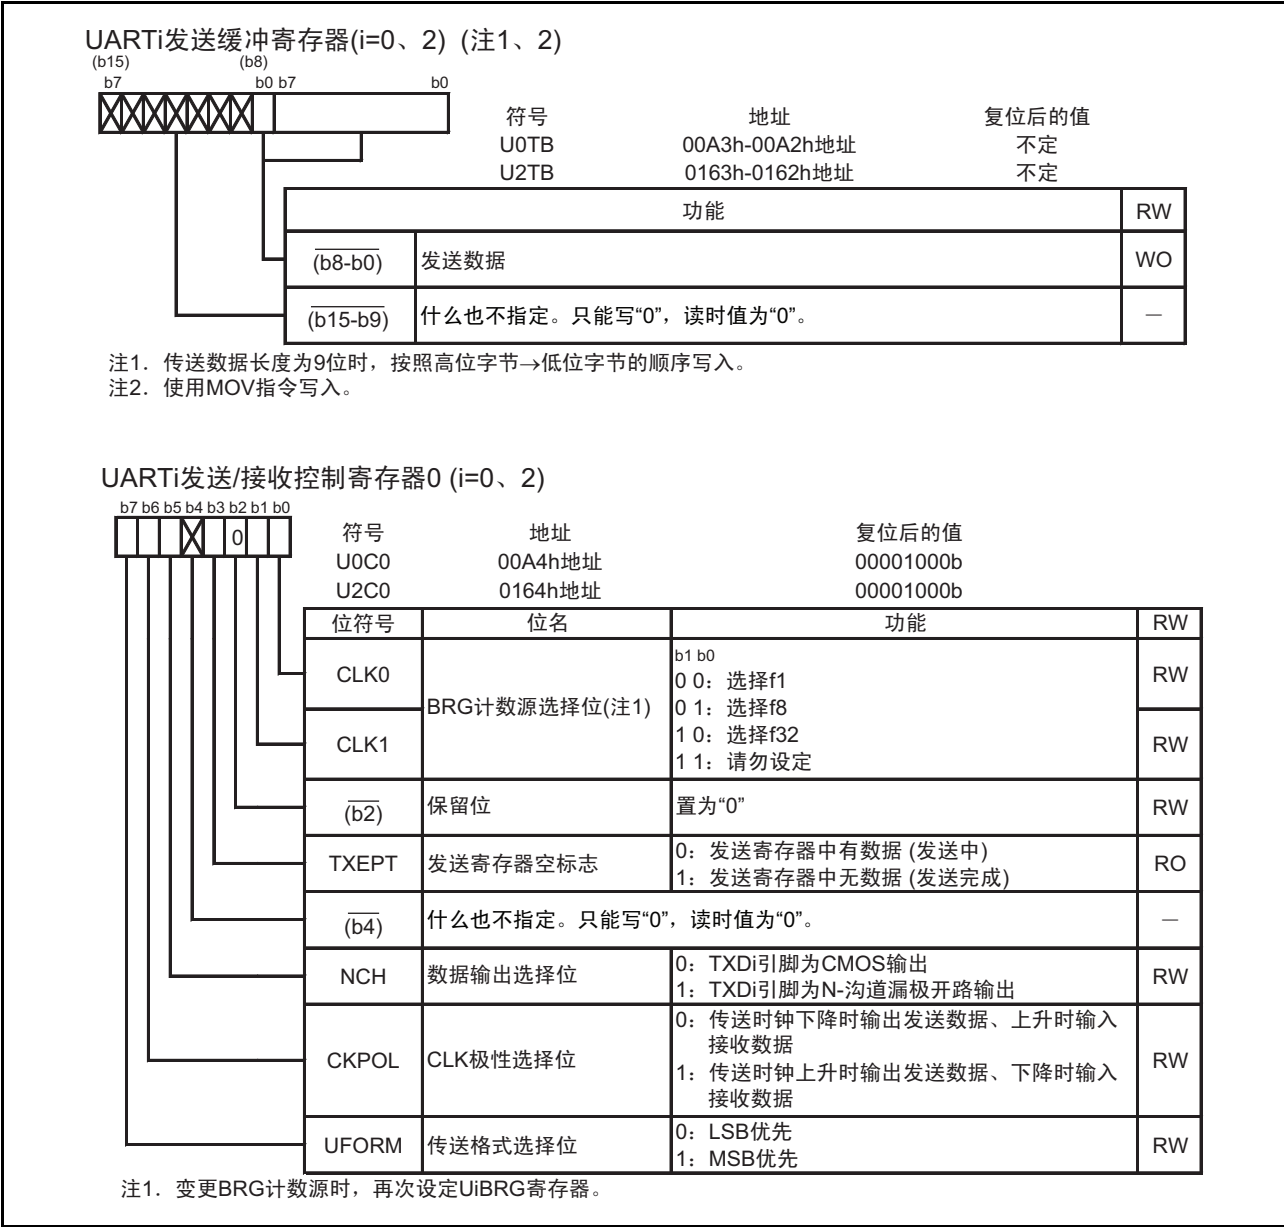 UARTi发送缓冲寄存器(i=0、2) (注1、2)
(b15) (b8)
b7 b0 b7 b0
符号 地址 复位后的值
U0TB 00A3h-00A2h地址 不定
U2TB 0163h-0162h地址 不定
功能 RW
(b8-b0) 发送数据 WO
(b15-b9) 什么也不指定。只能写“0”，读时值为“0”。 —
注1. 传送数据长度为9位时，按照高位字节→低位字节的顺序写入。
注2. 使用MOV指令写入。
UARTi发送/接收控制寄存器0 (i=0、2)
b7 b6 b5 b4 b3 b2 b1 b0
0
符号 地址 复位后的值
U0C0 00A4h地址 00001000b
U2C0 0164h地址 00001000b
位符号 位名 功能 RW
CLK0 BRG计数源选择位(注1) RW
b1 b0
0 0：选择f1
0 1：选择f8
1 0：选择f32
1 1：请勿设定
CLK1 RW
(b2) 保留位 置为“0” RW
TXEPT 发送寄存器空标志 RO
0：发送寄存器中有数据 (发送中)
1：发送寄存器中无数据 (发送完成)
(b4) 什么也不指定。只能写“0”，读时值为“0”。 —
NCH 数据输出选择位 RW
0：TXDi引脚为CMOS输出
1：TXDi引脚为N-沟道漏极开路输出
CKPOL CLK极性选择位 RW
0：传送时钟下降时输出发送数据、上升时输入
接收数据
1：传送时钟上升时输出发送数据、下降时输入
接收数据
UFORM 传送格式选择位 RW
0：LSB优先
1：MSB优先
注1. 变更BRG计数源时，再次设定UiBRG寄存器。